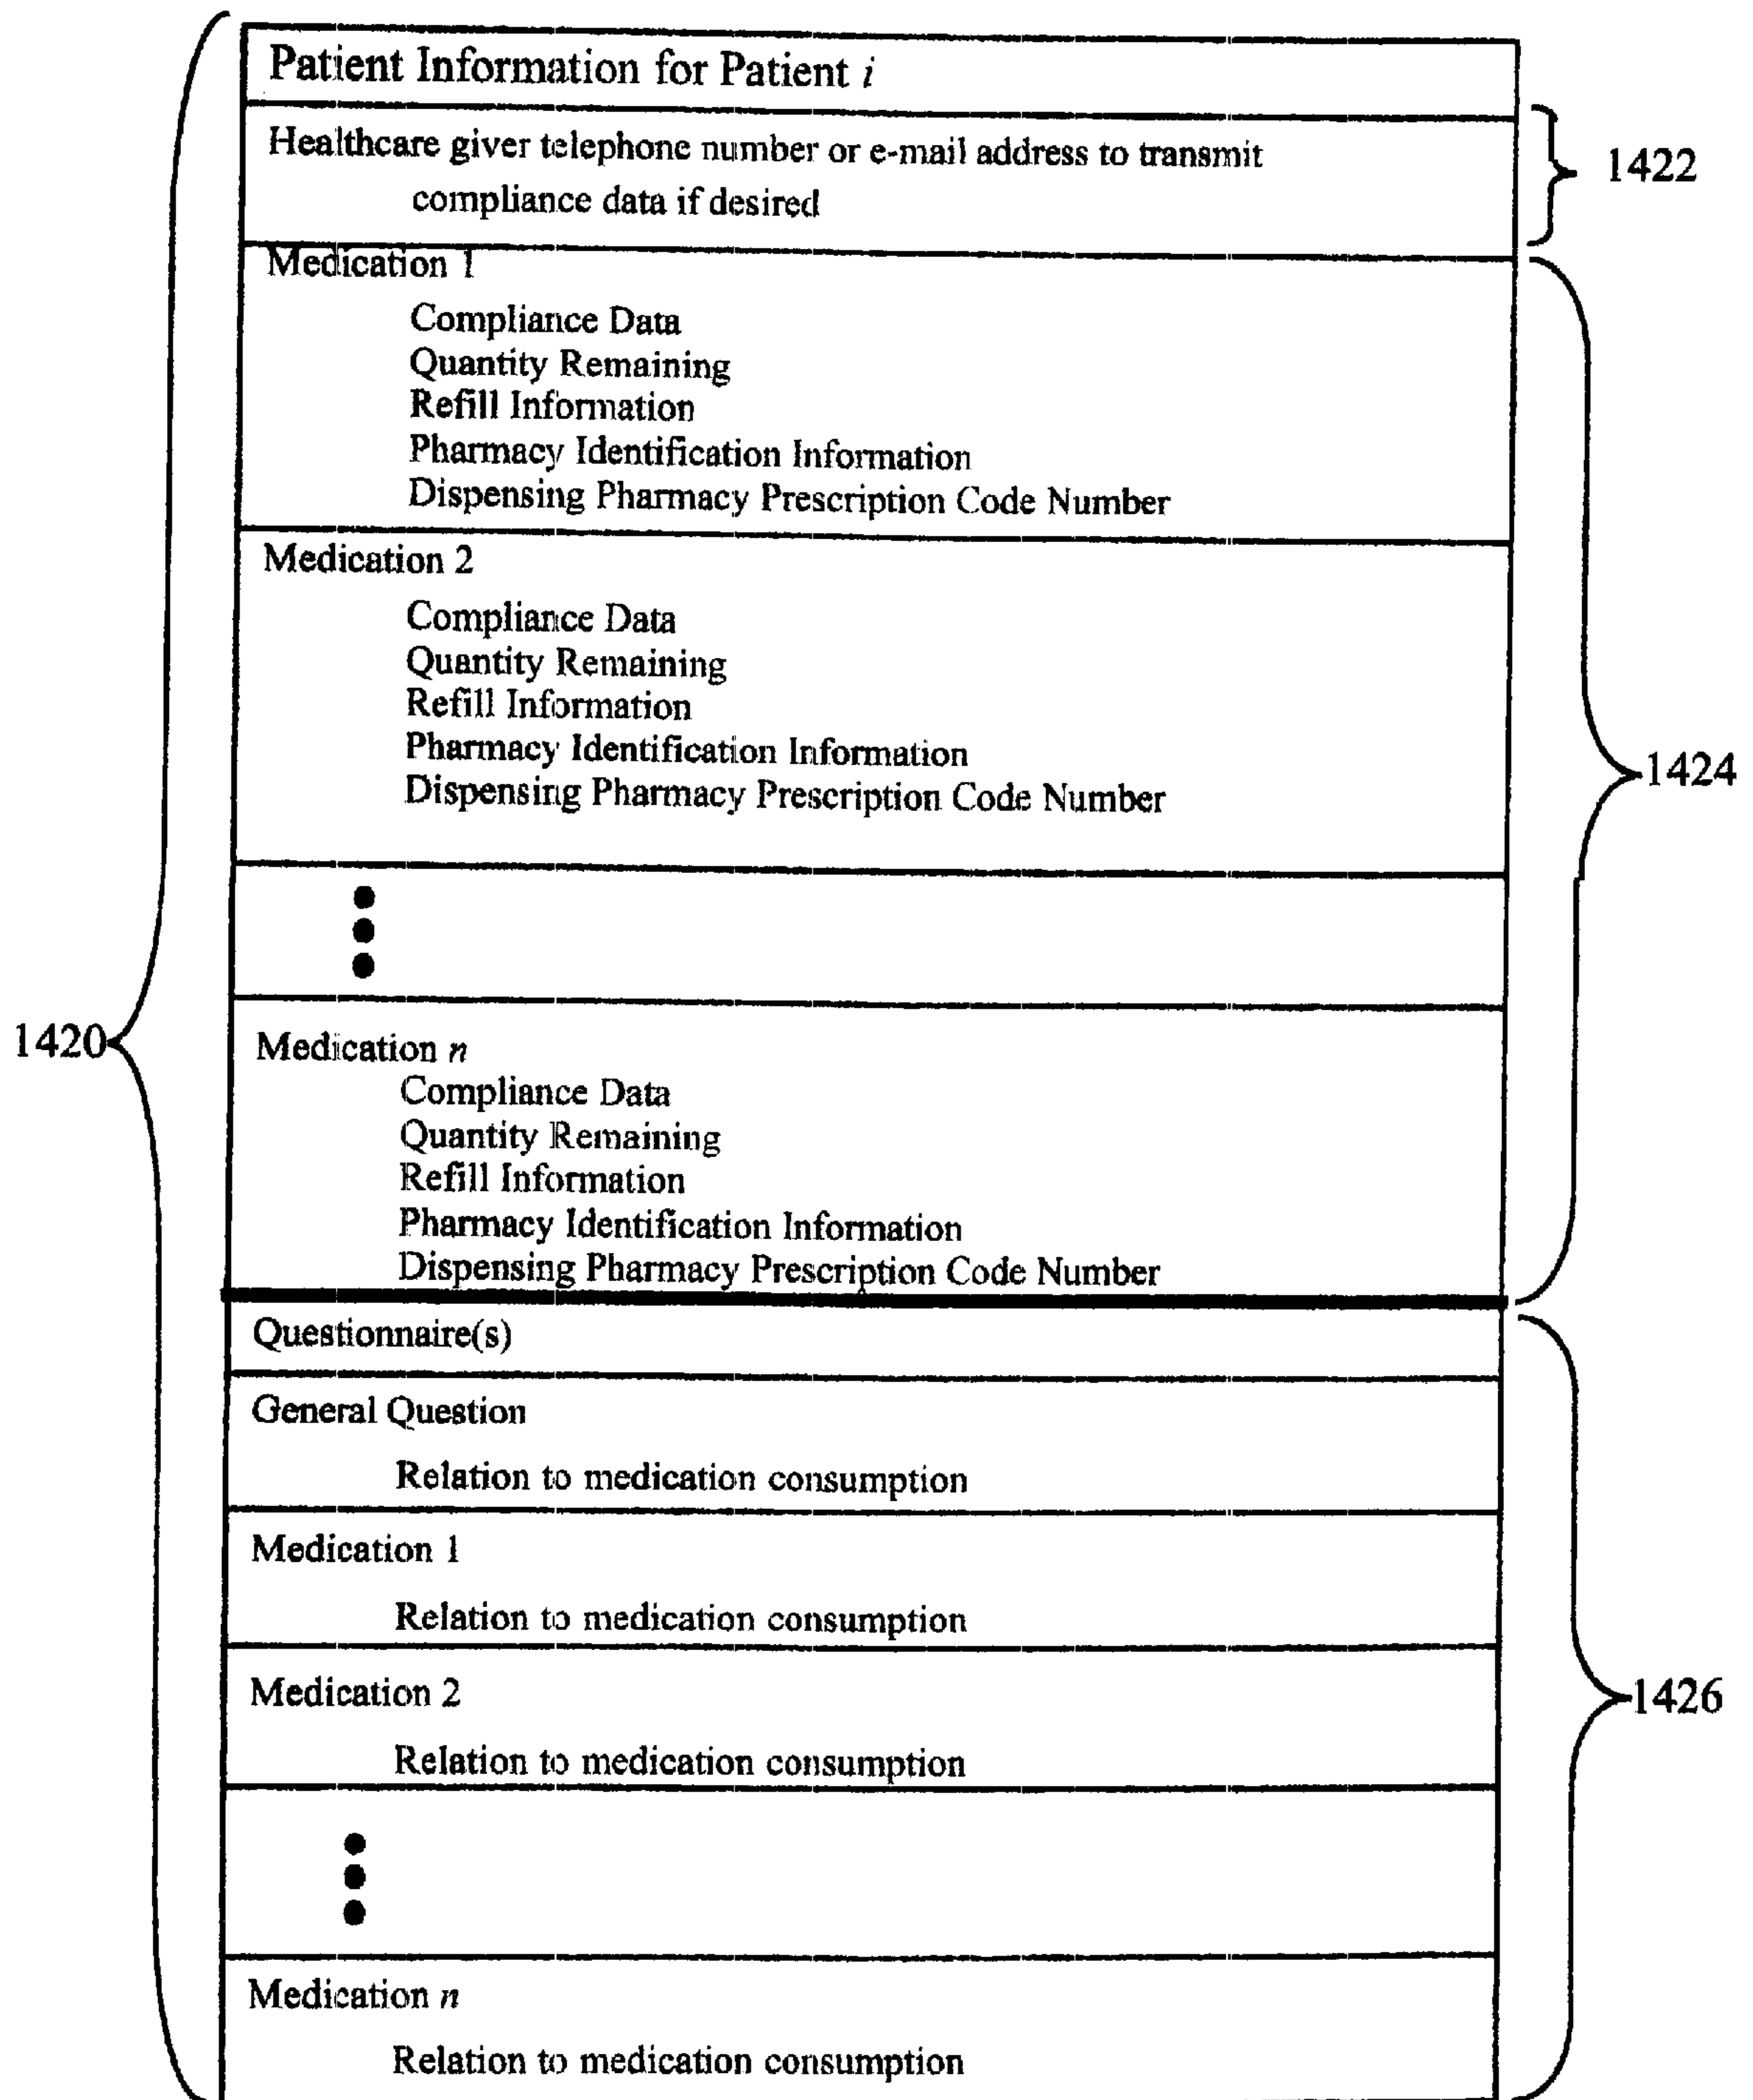 Patient Information for Patient i
Healthcare giver telephone number or e-mail address to transmit
compliance data if desired
1422
Medication 1
Compliance Data
Quantity Remaining
Refill Information
Pharmacy Identification Information
Dispensing Pharmacy Prescription Code Number
Medication 2
Compliance Data
Quantity Remaining
Refill Information
Pharmacy Identification Information
Dispensing Pharmacy Prescription Code Number
1424
1420
Medication n
Compliance Data
Quantity Remaining
Refill Information
Pharmacy Identification Information
Dispensing Pharmacy Prescription Code Number
Questionnaire(s)
General Question
Relation to medication consumption
Medication 1
Relation to medication consumption
Medication 2
1426
Relation to medication consumption
Medication n
Relation to medication consumption